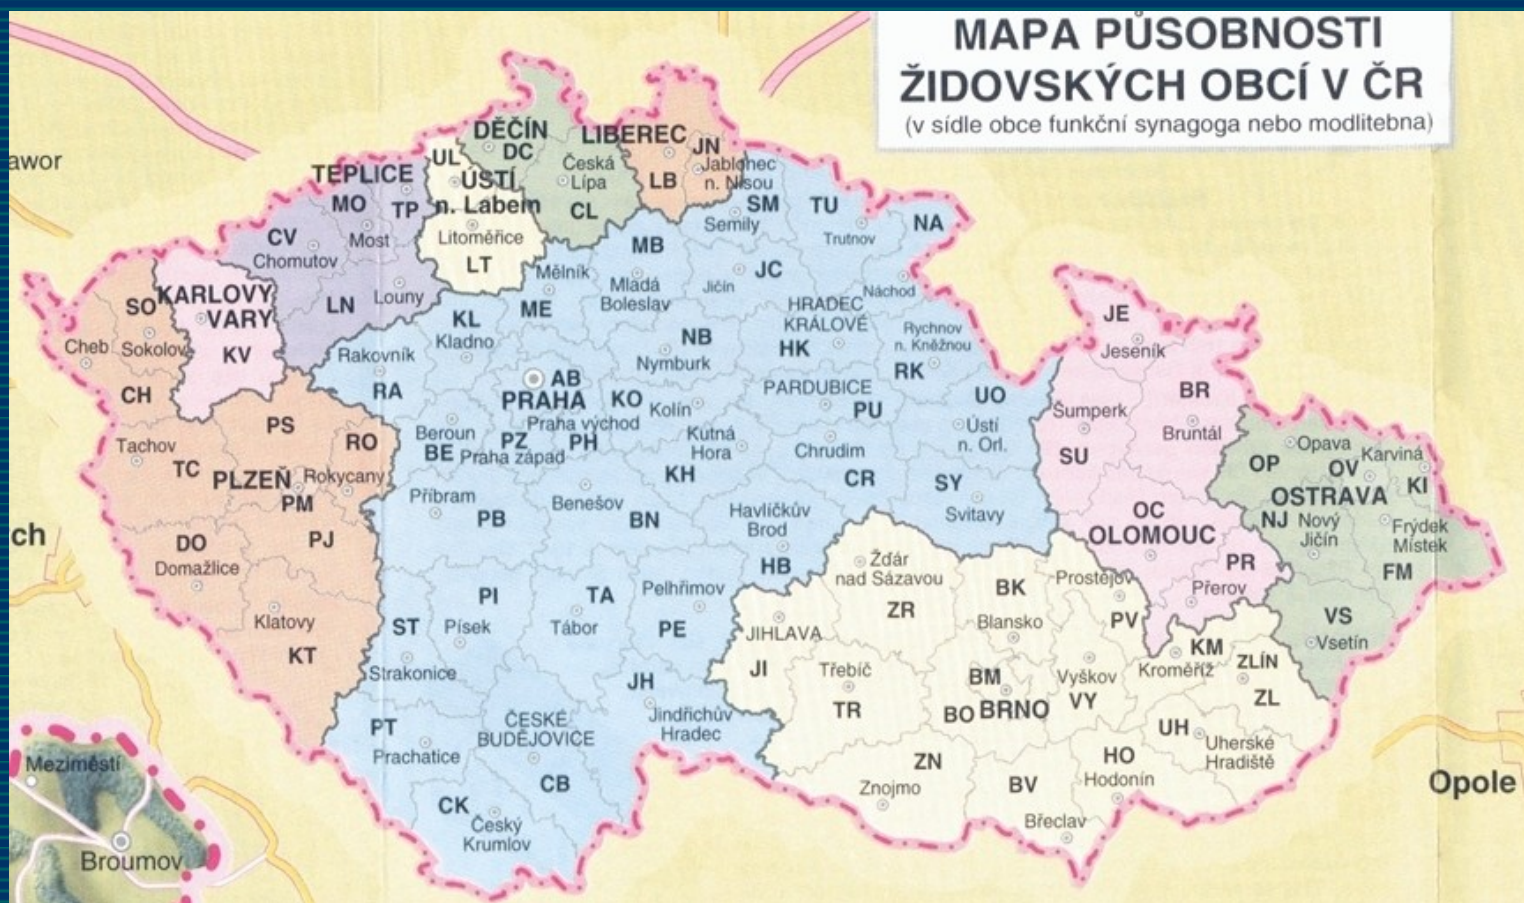 MAPA PŮSOBNOSTI
ŽIDOVSKÝCH OBCÍ V ČR
(v sídle obce funkční synagoga nebo modlitebna)
awor
DĚČÍN
DC
LIBEREC
JN
Jablonec
n. Nisou
LB
UL
ÚSTÍ
n. Labem
Litoměřice
LT
Česká
Lípa
CL
TEPLICE
MO
TP
Most
CV
Chomutov
LN
Louny
SM
Semily
TU
Trutnov
NA
Náchod
MB
Mladá
Boleslav
JC
Jičín
Mělník
ME
SO
Sokolov
Cheb
CH
KARLOVY
VARY
KV
KL
Kladno
Rakovník
RA
NB
Nymburk
HRADEC
KRÁLOVÉ
HK
Rychnov
n. Kněžnou
RK
JE
Jeseník
BR
Bruntál
AB
PRAHA
KO
Kolín
Praha východ
PZ
PH
Praha západ
Beroun
BE
PARDUBICE
PU
UO
Ústí
n. Orl.
Šumperk
SU
PS
RO
Rokycany
Tachov
TC
PLZEŇ
PM
PJ
Kutná
Hora
KH
Chrudim
CR
SY
Svitavy
OP
Opava
OV
Karviná
KI
OSTRAVA
NJ
Nový
Jičín
Frýdek
Místek
FM
Příbram
PB
Benešov
BN
Havlíčkův
Brod
HB
OC
OLOMOUC
PR
Přerov
ch
DO
Domažlice
Klatovy
KT
PI
Písek
ST
Strakonice
TA
Tábor
Pelhřimov
PE
Žďár
nad Sázavou
ZR
BK
Blansko
Prostějov
PV
VS
Vsetín
JIHLAVA
JI
Třebíč
TR
BM
BO
BRNO
Vyškov
VY
KM
Kroměříž
ZLÍN
ZL
JH
Jindřichův
Hradec
PT
Prachatice
ČESKÉ
BUDĚJOVICE
CB
CK
Český
Krumlov
ZN
Znojmo
BV
Břeclav
HO
Hodonín
UH
Uherské
Hradiště
Meziměstí
Broumov
Opole